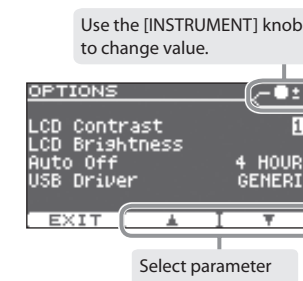 Use the [INSTRUMENT] knob
to change value.
OPTIONS
LCD Contrast 1
LCD Brightness
Auto Off 4 HOUR
USB Driver GENERI
EXIT ▲ ▼
Select parameter